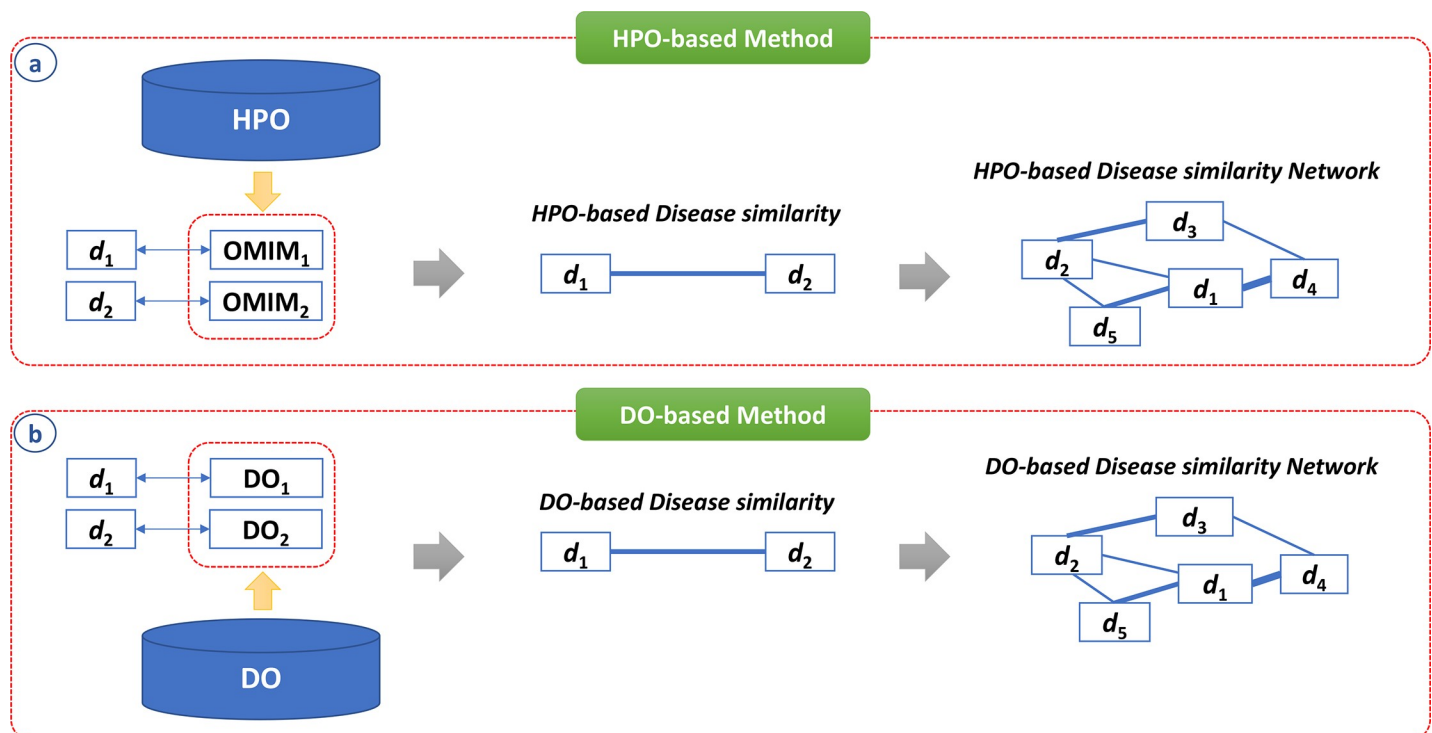 HPO-based Method
a
HPO
d1
OMIM1
d2
OMIM2
HPO-based Disease similarity
d1
d2
HPO-based Disease similarity Network
d3
d2
d1
d4
d5
DO-based Method
b
d1
DO1
d2
DO2
DO
DO-based Disease similarity
d1
d2
DO-based Disease similarity Network
d3
d2
d1
d4
d5